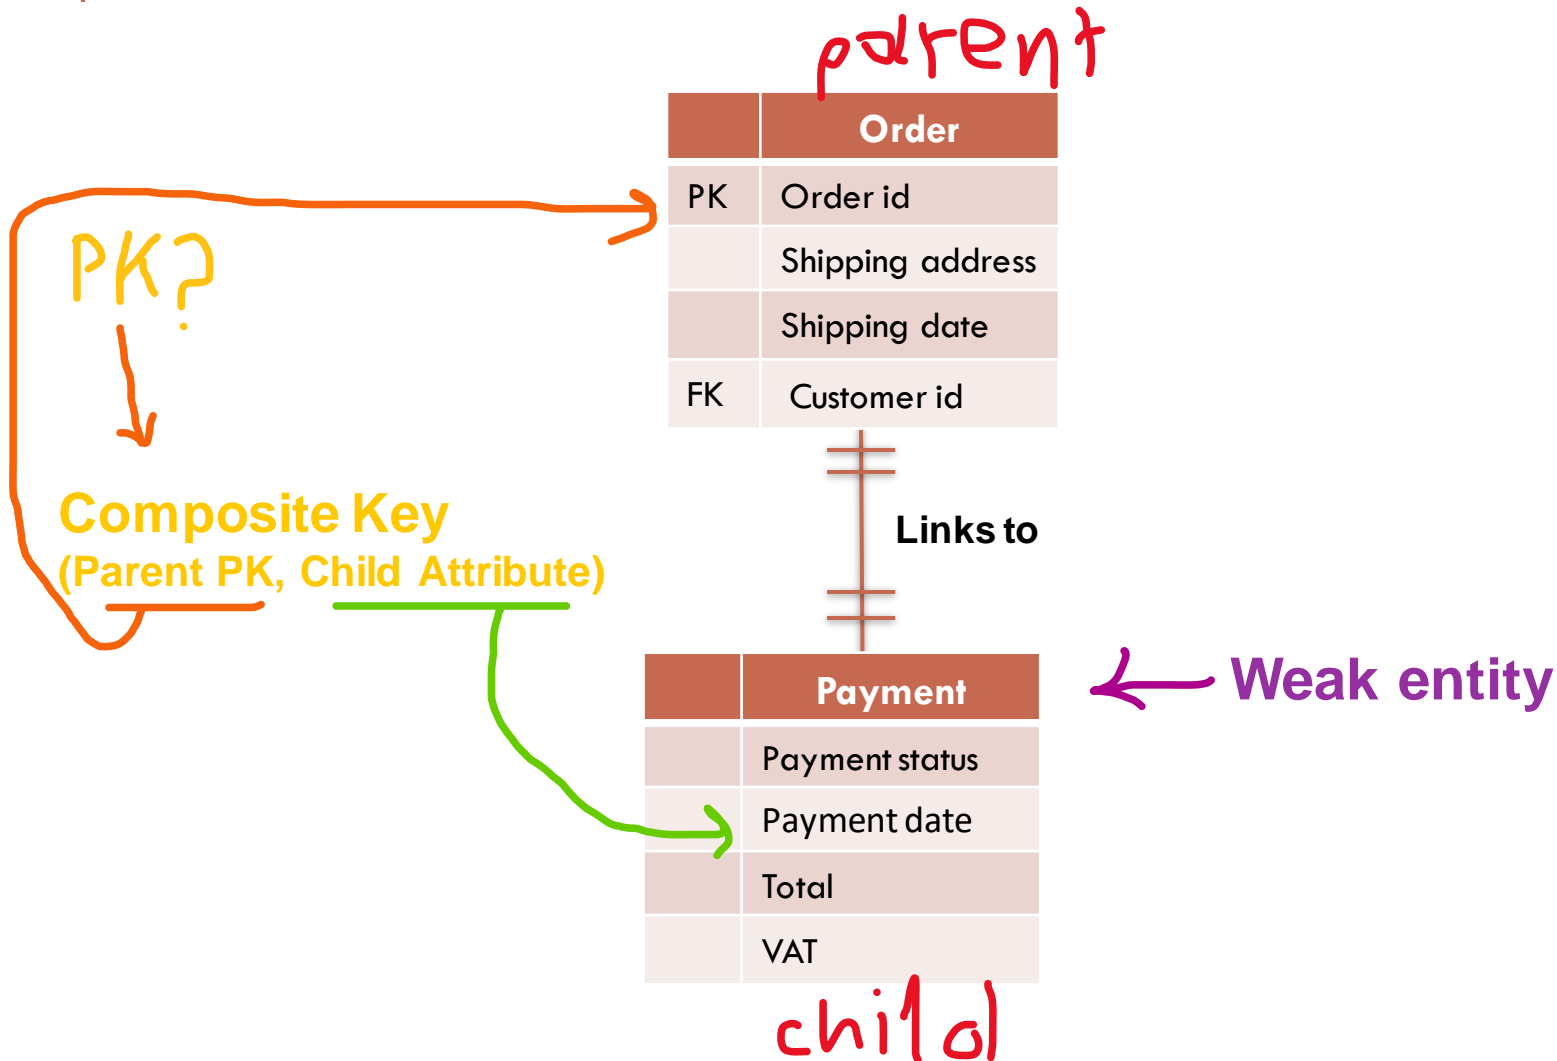 parent
Order
PK Order id
Shipping address
Shipping date
FK Customer id
PK?
Composite Key
(Parent PK, Child Attribute)
Links to
Weak entity
Payment
Payment status
Payment date
Total
VAT
child